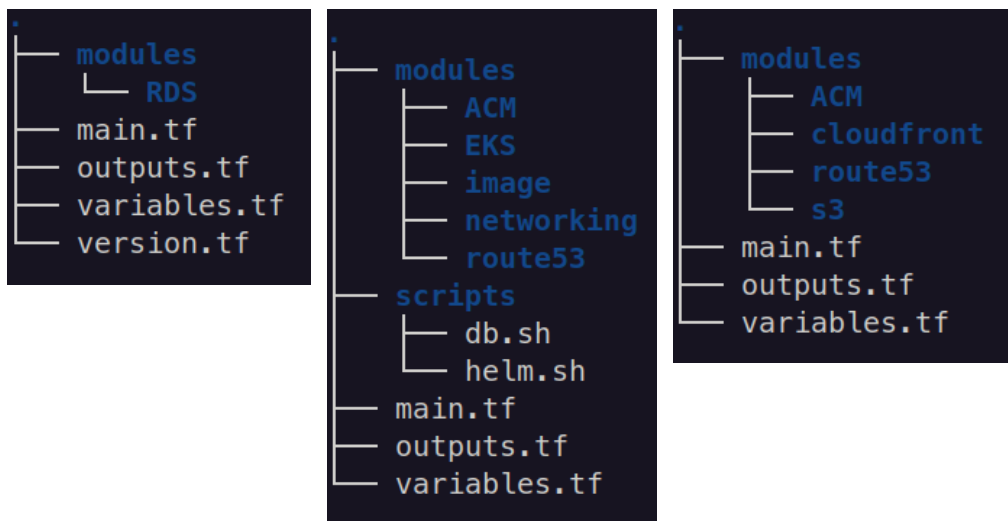 .
modules
RDS
main.tf
outputs.tf
variables.tf
version.tf
.
modules
ACM
EKS
image
networking
route53
scripts
db.sh
helm.sh
main.tf
outputs.tf
variables.tf
.
modules
ACM
cloudfront
route53
s3
main.tf
outputs.tf
variables.tf